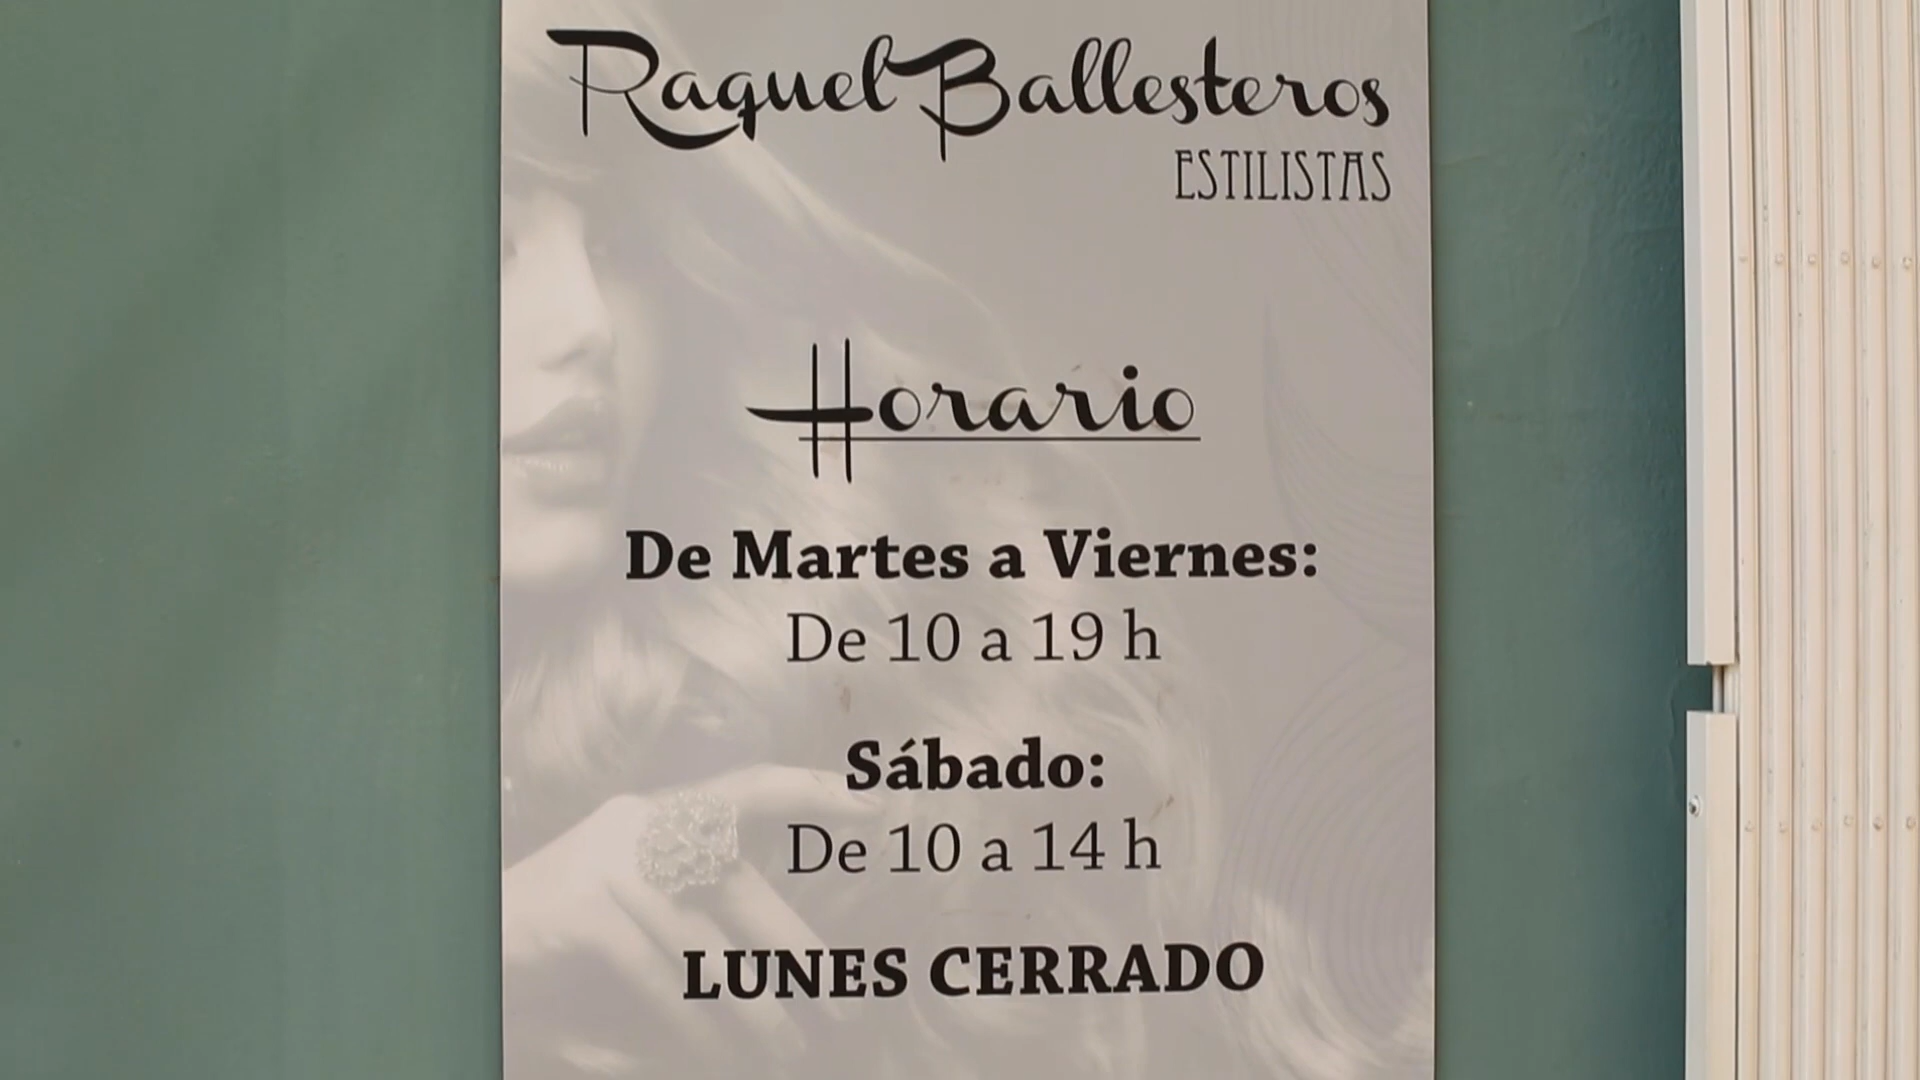 Raquel Ballesteros
ESTILISTAS
Horario
De Martes a Viernes:
De 10 a 19 h
Sábado:
De 10 a 14 h
LUNES CERRADO